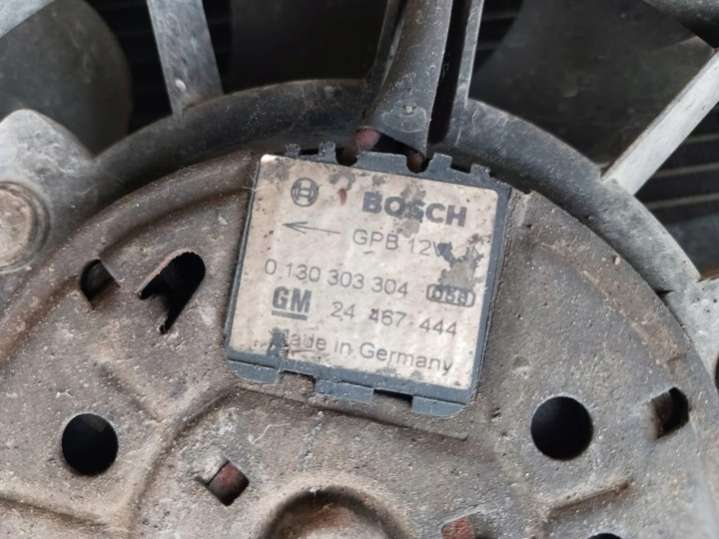 BOSCH
GPB 12V
0 130 303 304
GM 24 467 444
Made in Germany